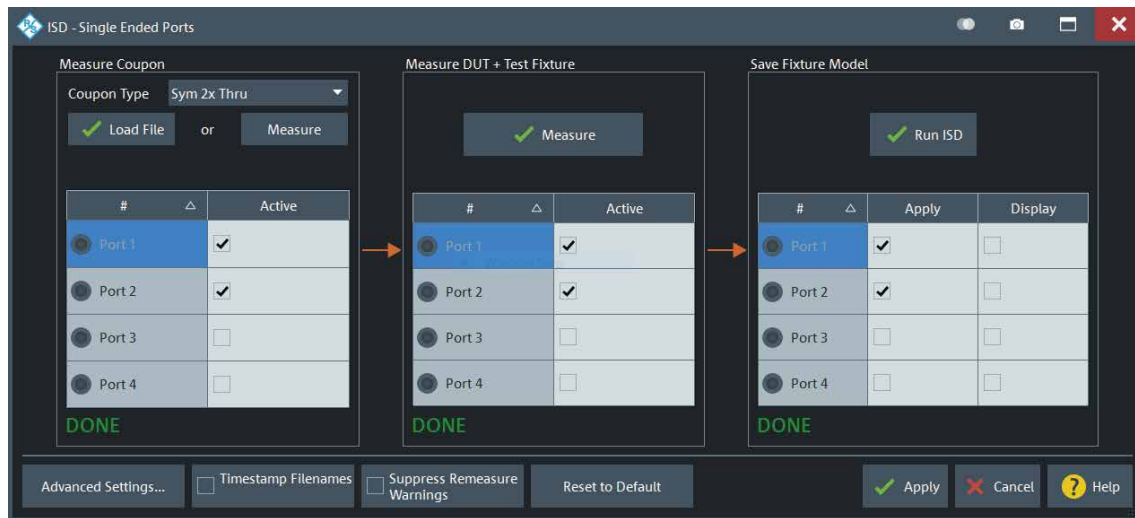 ISD - Single Ended Ports
Measure Coupon
Coupon Type Sym 2x Thru
Load File or Measure
# Active
Port 1
Port 2
Port 3
Port 4
DONE
Measure DUT + Test Fixture
Measure
# Active
Port 1
Port 2
Port 3
Port 4
DONE
Save Fixture Model
Run ISD
# Apply Display
Port 1
Port 2
Port 3
Port 4
DONE
Advanced Settings...
Timestamp Filenames
Suppress Remeasure
Warnings
Reset to Default
Apply
Cancel
? Help